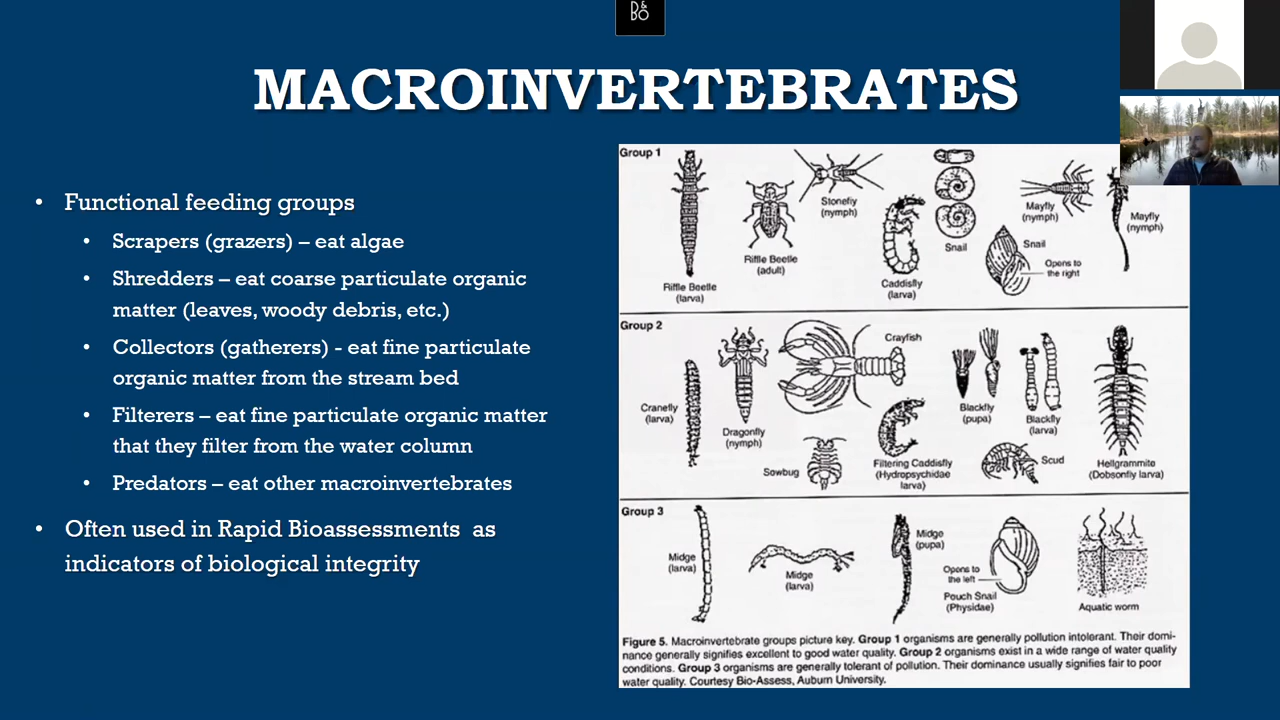 B&
BO
MACROINVERTEBRATES
• Functional feeding groups
• Scrapers (grazers) – eat algae
• Shredders – eat coarse particulate organic
matter (leaves, woody debris, etc.)
• Collectors (gatherers) - eat fine particulate
organic matter from the stream bed
• Filterers – eat fine particulate organic matter
that they filter from the water column
• Predators – eat other macroinvertebrates
• Often used in Rapid Bioassessments as
indicators of biological integrity
Group 1
Riffle Beetle
(larva)
Riffle Beetle
(adult)
Stonefly
(nymph)
Caddisfly
(larva)
Snail
Snail
Opens to
the right
Mayfly
(nymph)
Mayfly
(nymph)
Group 2
Cranefly
(larva)
Dragonfly
(nymph)
Crayfish
Sowbug
Filtering Caddisfly
(Hydropsychidae
larva)
Blackfly
(pupa)
Blackfly
(larva)
Scud
Hellgrammite
(Dobsonfly larva)
Group 3
Midge
(larva)
Midge
(larva)
Midge
(pupa)
Opens to
the left
Pouch Snail
(Physidae)
Aquatic worm
Figure 5. Macroinvertebrate groups picture key. Group 1 organisms are generally pollution intolerant. Their domi-
nance generally signifies excellent to good water quality. Group 2 organisms exist in a wide range of water quality
conditions. Group 3 organisms are generally tolerant of pollution. Their dominance usually signifies fair to poor
water quality. Courtesy Bio-Assess, Auburn University.